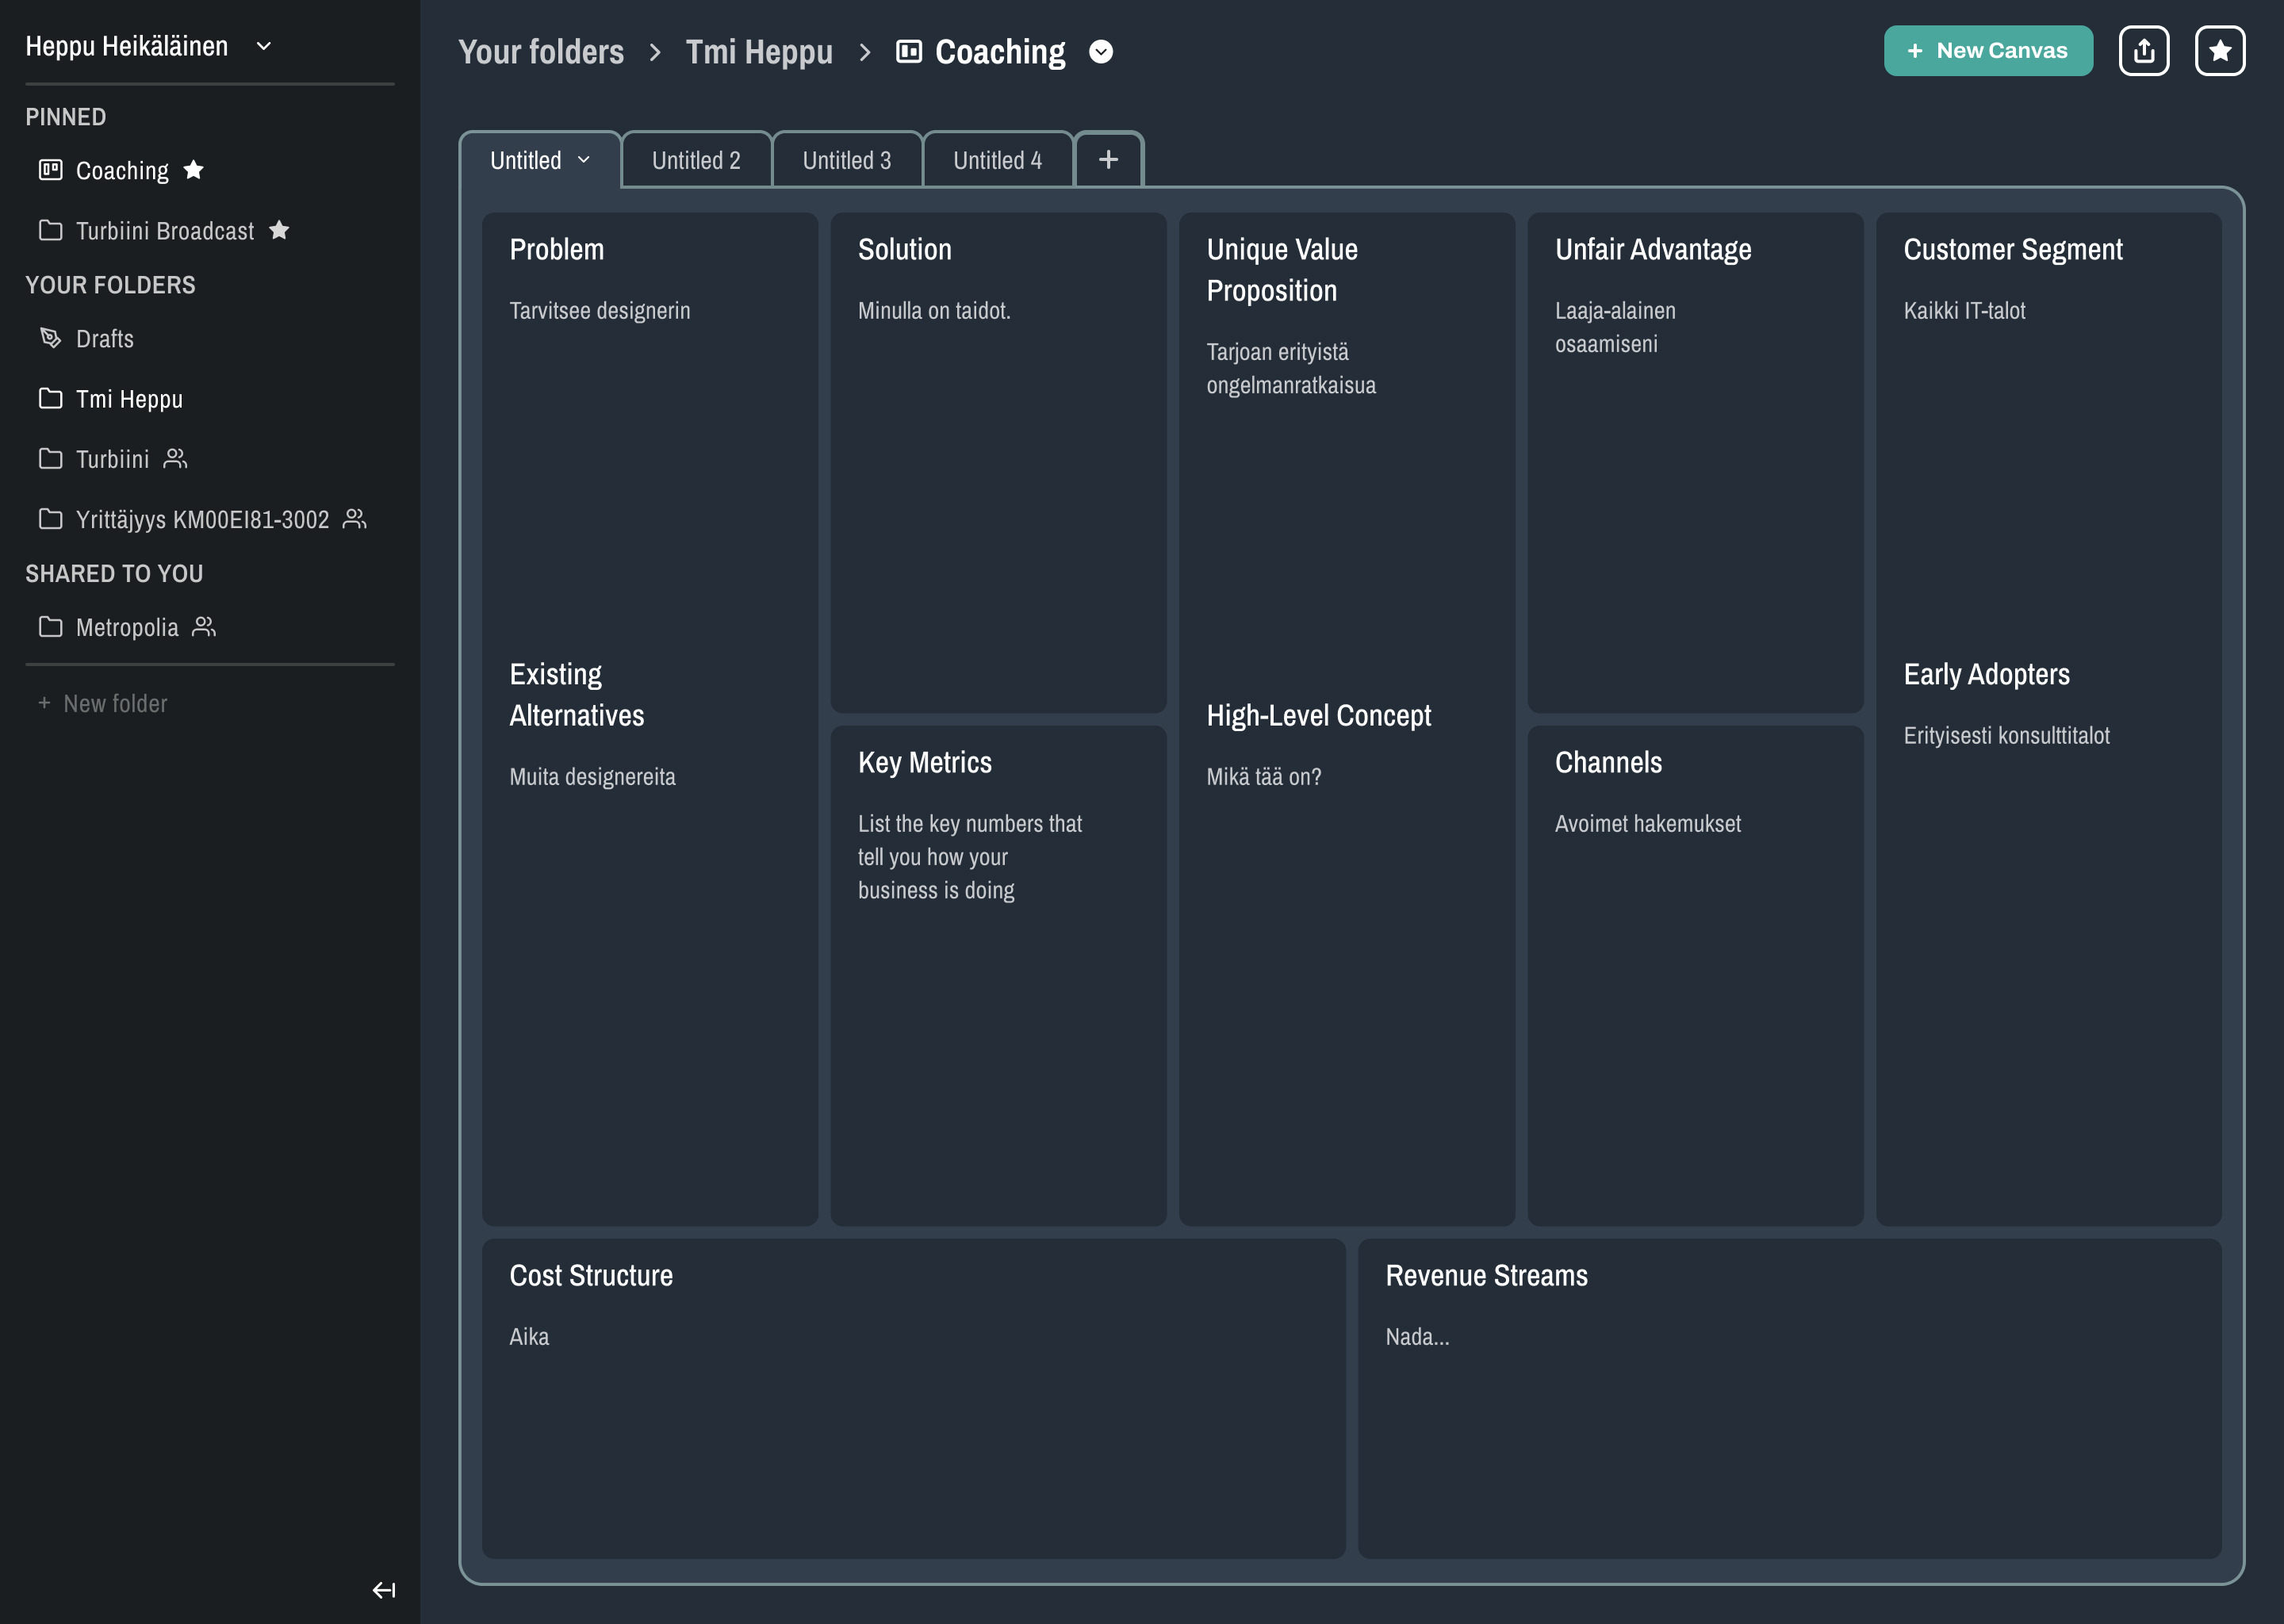 Heppu Heikäläinen
PINNED
Coaching
Turbiini Broadcast
YOUR FOLDERS
Drafts
Tmi Heppu
Turbiini
Yrittäjyys KM00EI81-3002
SHARED TO YOU
Metropolia
+ New folder
Your folders > Tmi Heppu > Coaching
+ New Canvas
Untitled
Untitled 2
Untitled 3
Untitled 4
+
Problem
Tarvitsee designerin
Existing
Alternatives
Muita designereita
Solution
Minulla on taidot.
Key Metrics
List the key numbers that
tell you how your
business is doing
Unique Value
Proposition
Tarjoan erityistä
ongelmanratkaisua
High-Level Concept
Mikä tää on?
Unfair Advantage
Laaja-alainen
osaamiseni
Channels
Avoimet hakemukset
Customer Segment
Kaikki IT-talot
Early Adopters
Erityisesti konsulttitalot
Cost Structure
Aika
Revenue Streams
Nada...